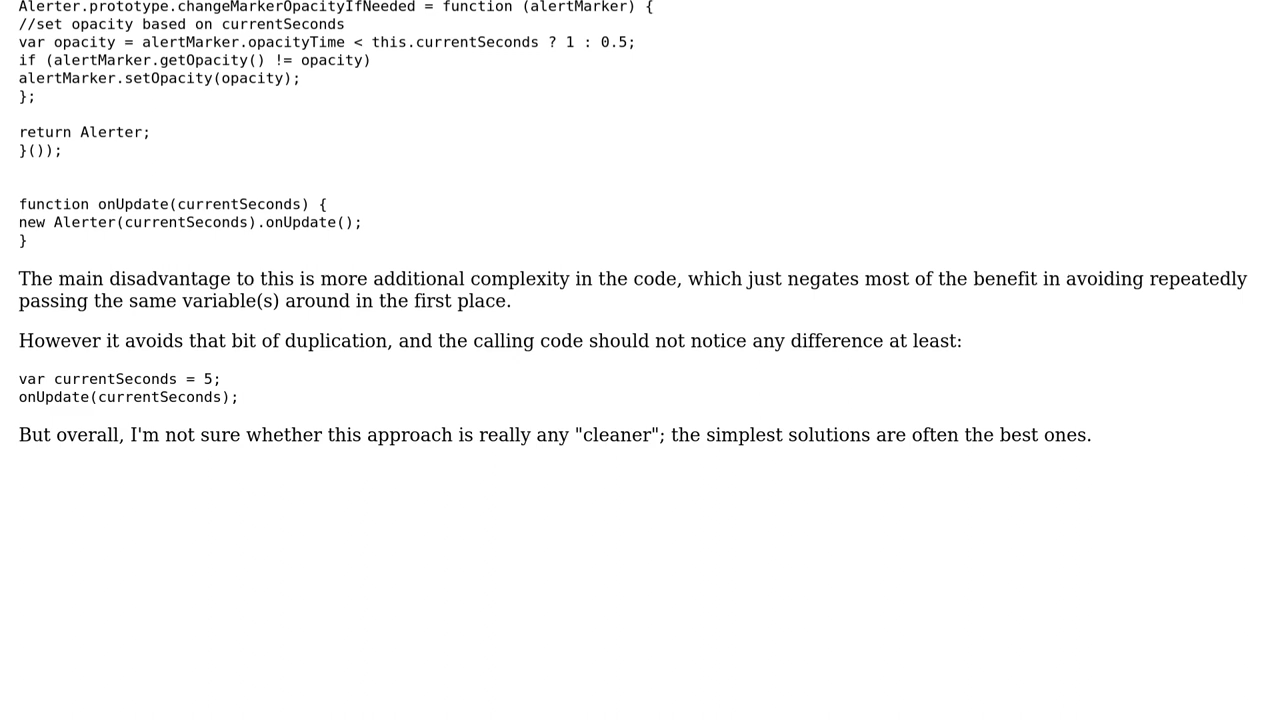 Alerter.prototype.changeMarkerOpacityIfNeeded = function (alertMarker) {
//set opacity based on currentSeconds
var opacity = alertMarker.opacityTime < this.currentSeconds ? 1 : 0.5;
if (alertMarker.getOpacity() != opacity)
alertMarker.setOpacity(opacity);
};
return Alerter;
}());
function onUpdate(currentSeconds) {
new Alerter(currentSeconds).onUpdate();
}
The main disadvantage to this is more additional complexity in the code, which just negates most of the benefit in avoiding repeatedly
passing the same variable(s) around in the first place.
However it avoids that bit of duplication, and the calling code should not notice any difference at least:
var currentSeconds = 5;
onUpdate(currentSeconds);
But overall, I'm not sure whether this approach is really any "cleaner"; the simplest solutions are often the best ones.